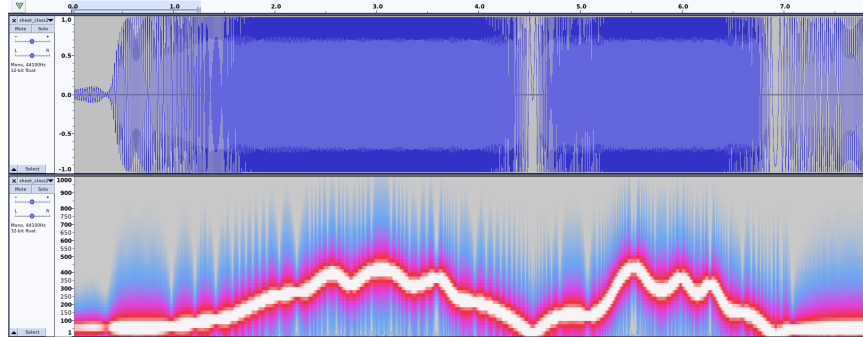 0.0 1.0 2.0 3.0 4.0 5.0 6.0 7.0
x sheet_class2▼
Mute Solo
- +
L R
Mono, 44100Hz
32-bit float
▲ Select
1.0
0.5
0.0
-0.5
-1.0
x sheet_class2▼
Mute Solo
- +
L R
Mono, 44100Hz
32-bit float
▲ Select
1000
900
800
750
700
650
600
550
500
450
400
350
300
250
200
150
100
1